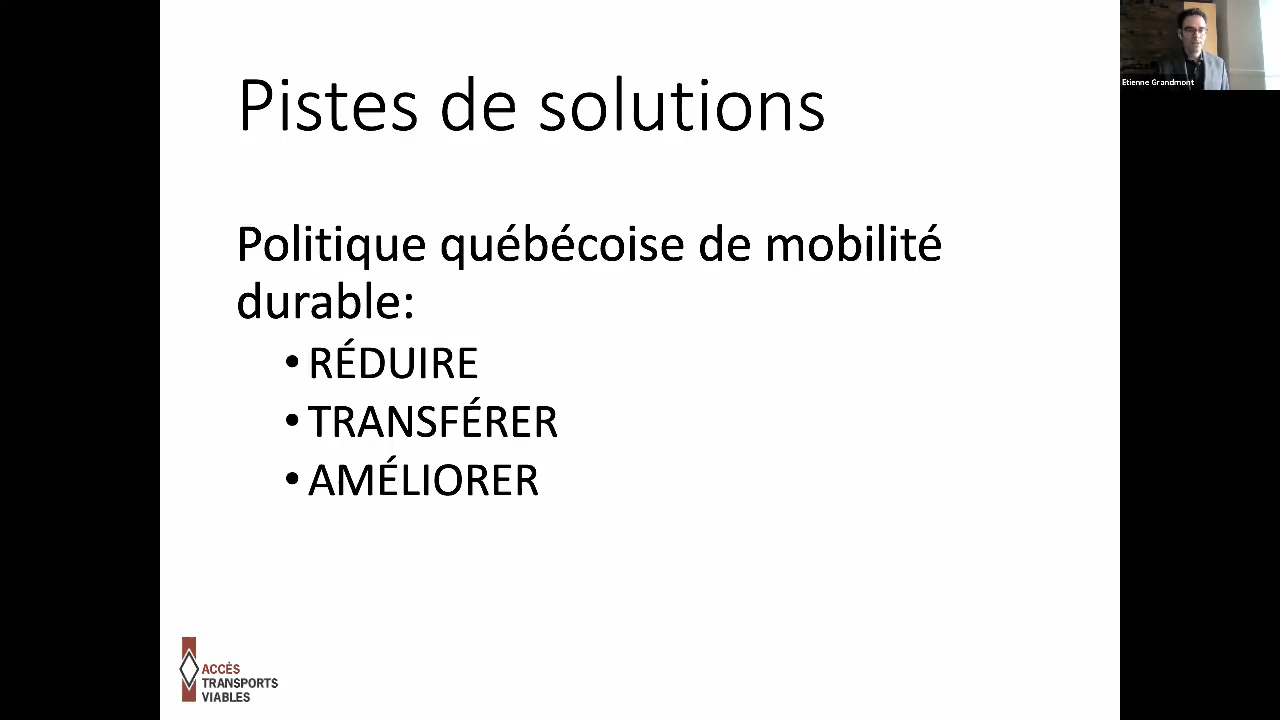 Pistes de solutions
Etienne Grandmont
Politique québécoise de mobilité
durable:
• RÉDUIRE
• TRANSFÉRER
• AMÉLIORER
ACCÈS
TRANSPORTS
VIABLES